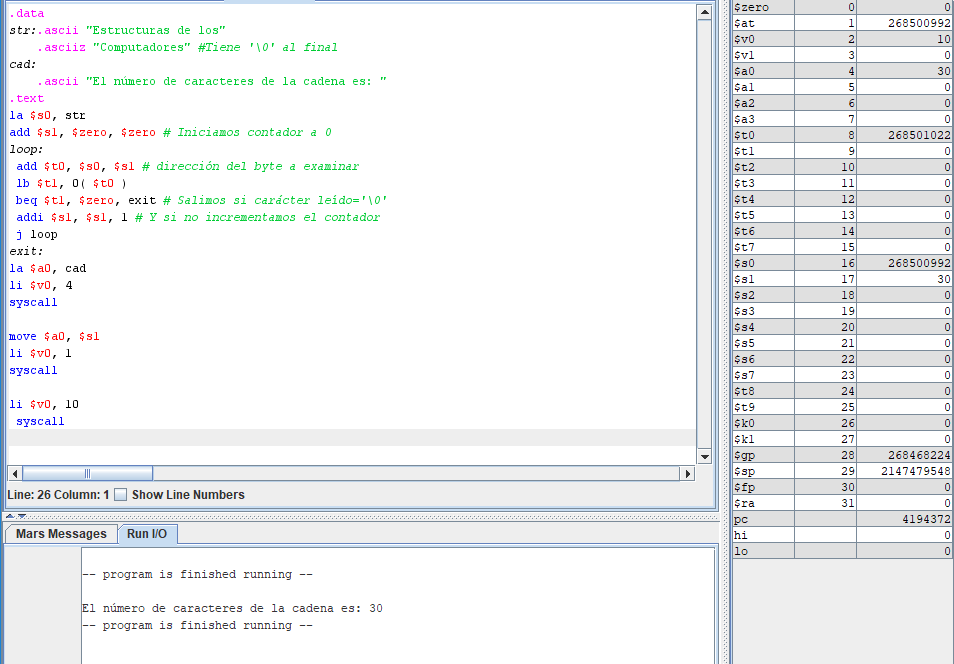 .data
str:.ascii "Estructuras de los"
    .asciiz "Computadores" #Tiene '\0' al final
cad:
    .ascii "El número de caracteres de la cadena es: "
.text
la $s0, str
add $s1, $zero, $zero # Iniciamos contador a 0
loop:
 add $t0, $s0, $s1 # dirección del byte a examinar
 lb $t1, 0( $t0 )
 beq $t1, $zero, exit # Salimos si carácter leído='\0'
 addi $s1, $s1, 1 # Y si no incrementamos el contador
 j loop
exit:
la $a0, cad
li $v0, 4
syscall

move $a0, $s1
li $v0, 1
syscall

li $v0, 10
 syscall
Line: 26 Column: 1 Show Line Numbers
Mars Messages Run I/O
-- program is finished running --
El número de caracteres de la cadena es: 30
-- program is finished running --
$zero 0 0
$at 1 268500992
$v0 2 10
$v1 3 0
$a0 4 30
$a1 5 0
$a2 6 0
$a3 7 0
$t0 8 268501022
$t1 9 0
$t2 10 0
$t3 11 0
$t4 12 0
$t5 13 0
$t6 14 0
$t7 15 0
$s0 16 268500992
$s1 17 30
$s2 18 0
$s3 19 0
$s4 20 0
$s5 21 0
$s6 22 0
$s7 23 0
$t8 24 0
$t9 25 0
$k0 26 0
$k1 27 0
$gp 28 268468224
$sp 29 2147479548
$fp 30 0
$ra 31 0
pc 4194372
hi 0
lo 0